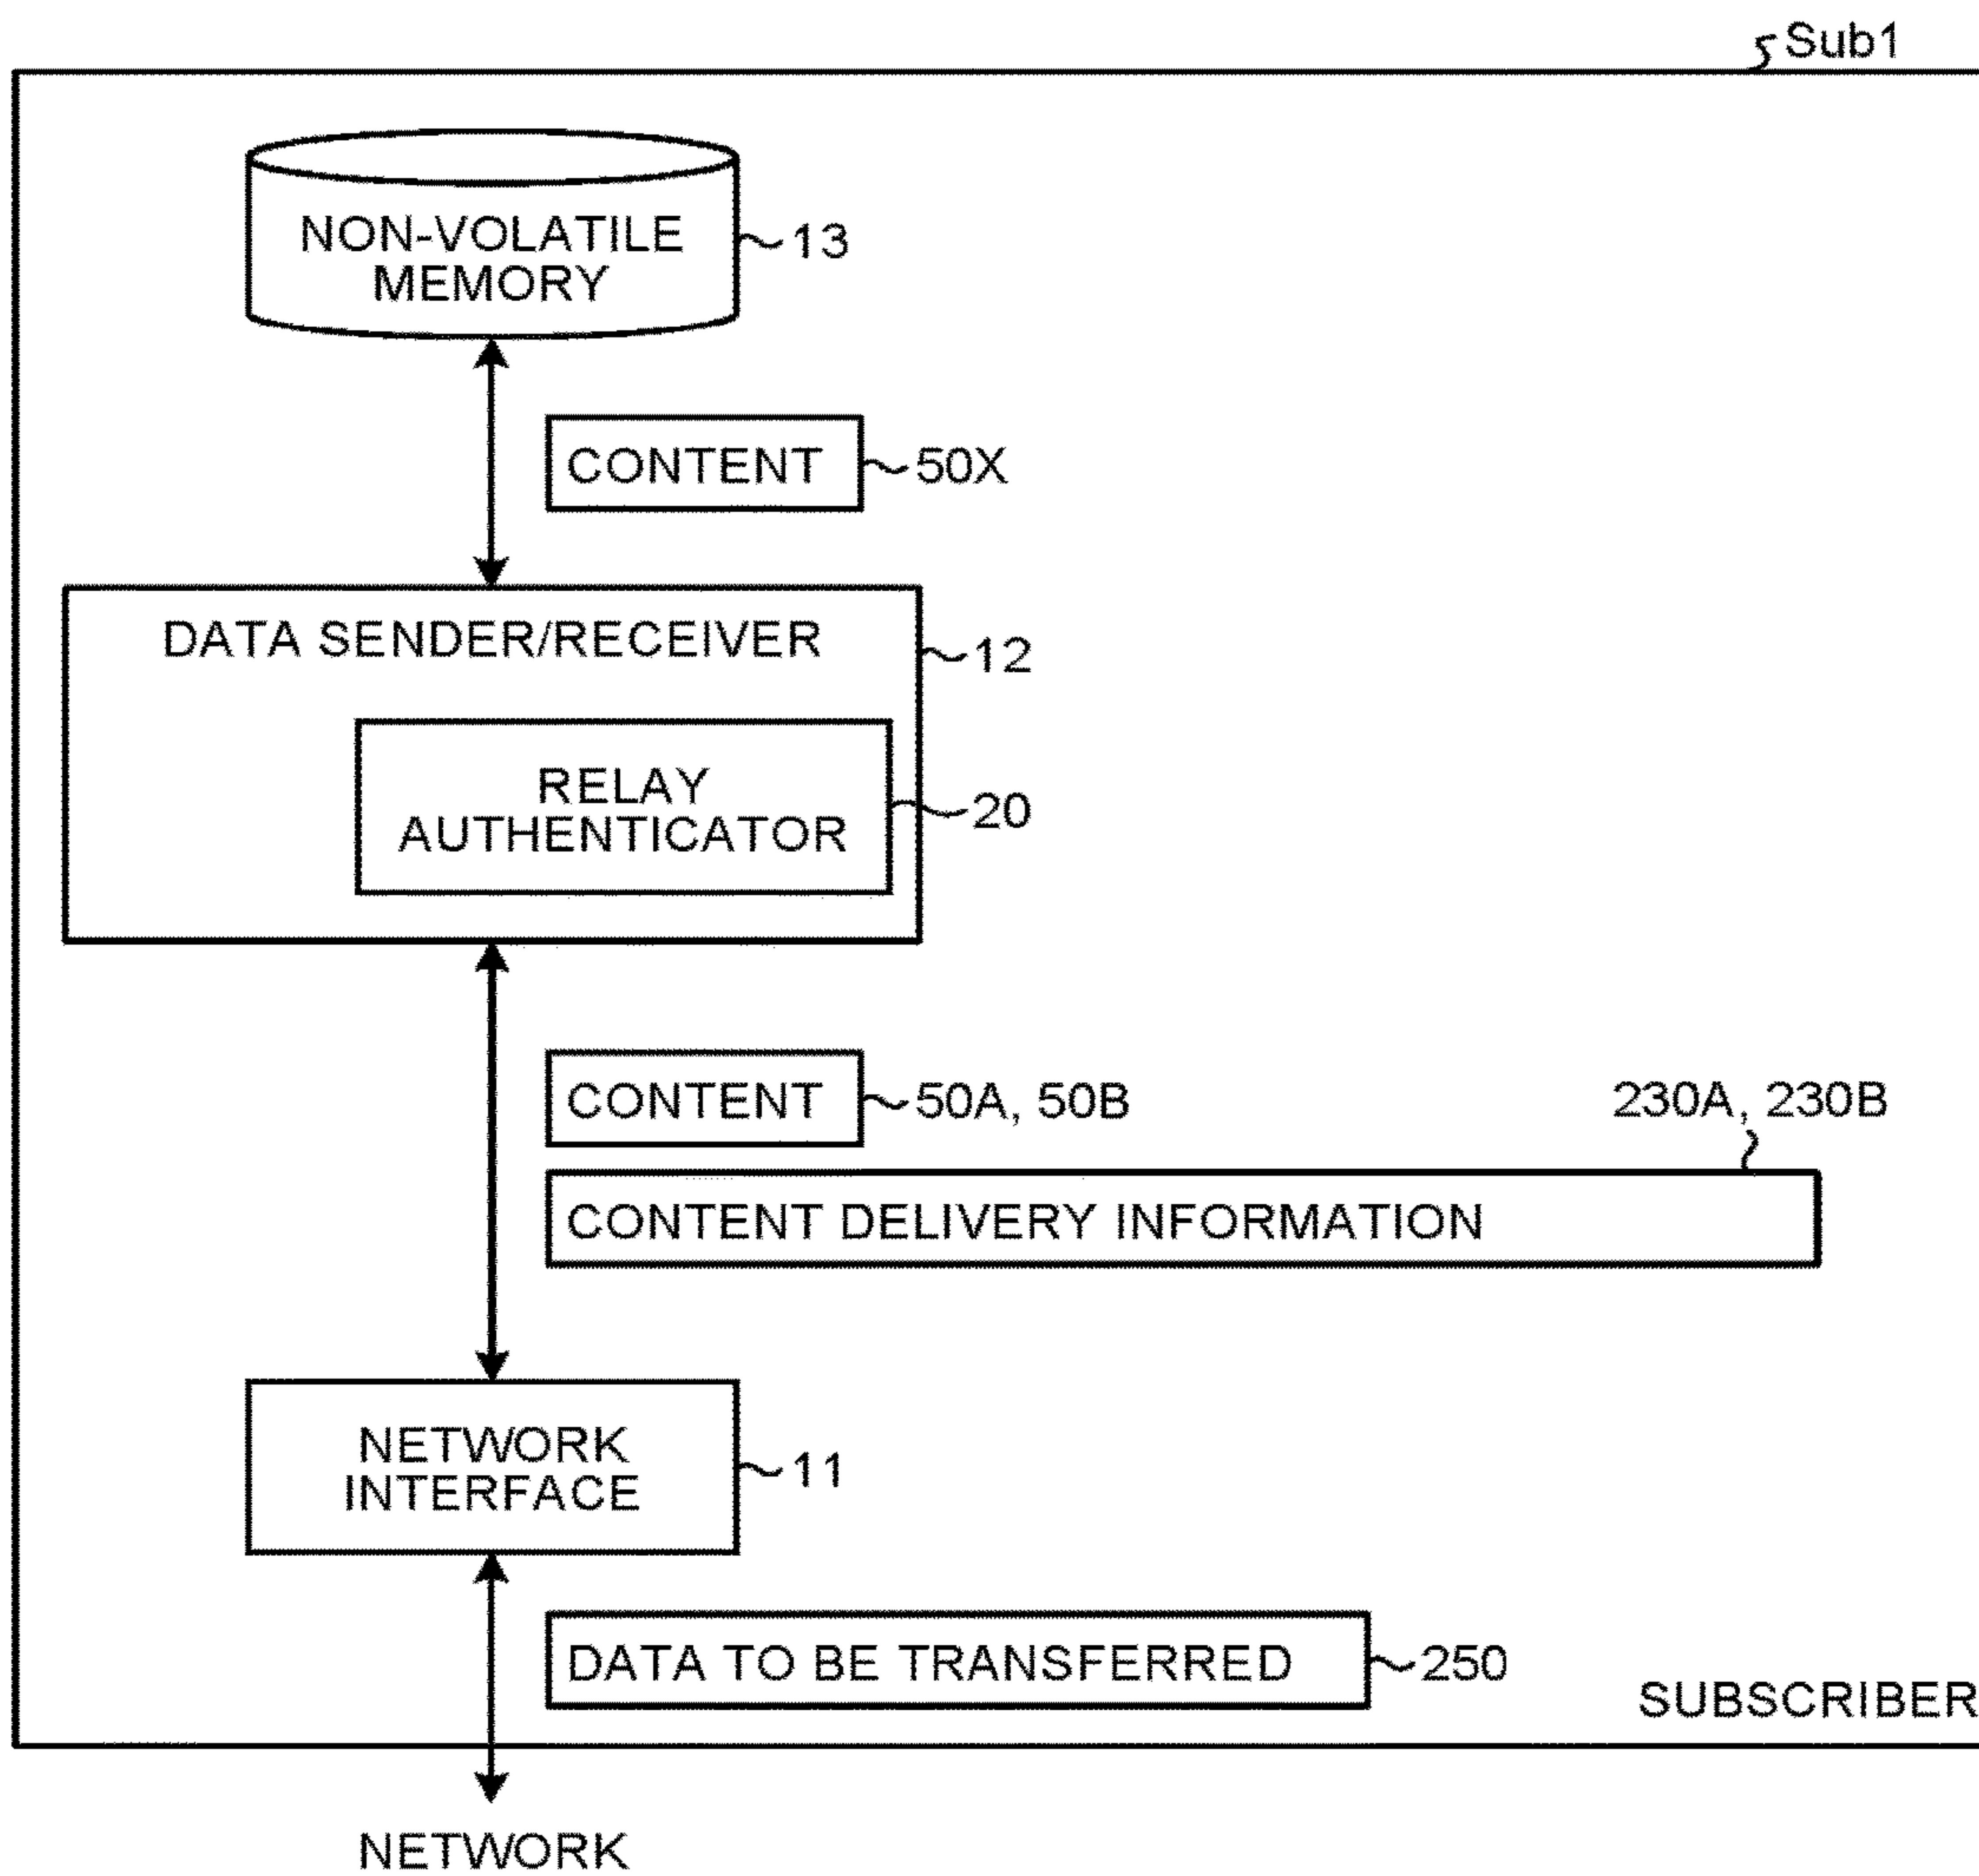 Sub1
NON-VOLATILE
MEMORY
13
CONTENT
50X
DATA SENDER/RECEIVER
12
RELAY
AUTHENTICATOR
20
CONTENT
50A, 50B
230A, 230B
CONTENT DELIVERY INFORMATION
NETWORK
INTERFACE
11
DATA TO BE TRANSFERRED
250
SUBSCRIBER
NETWORK